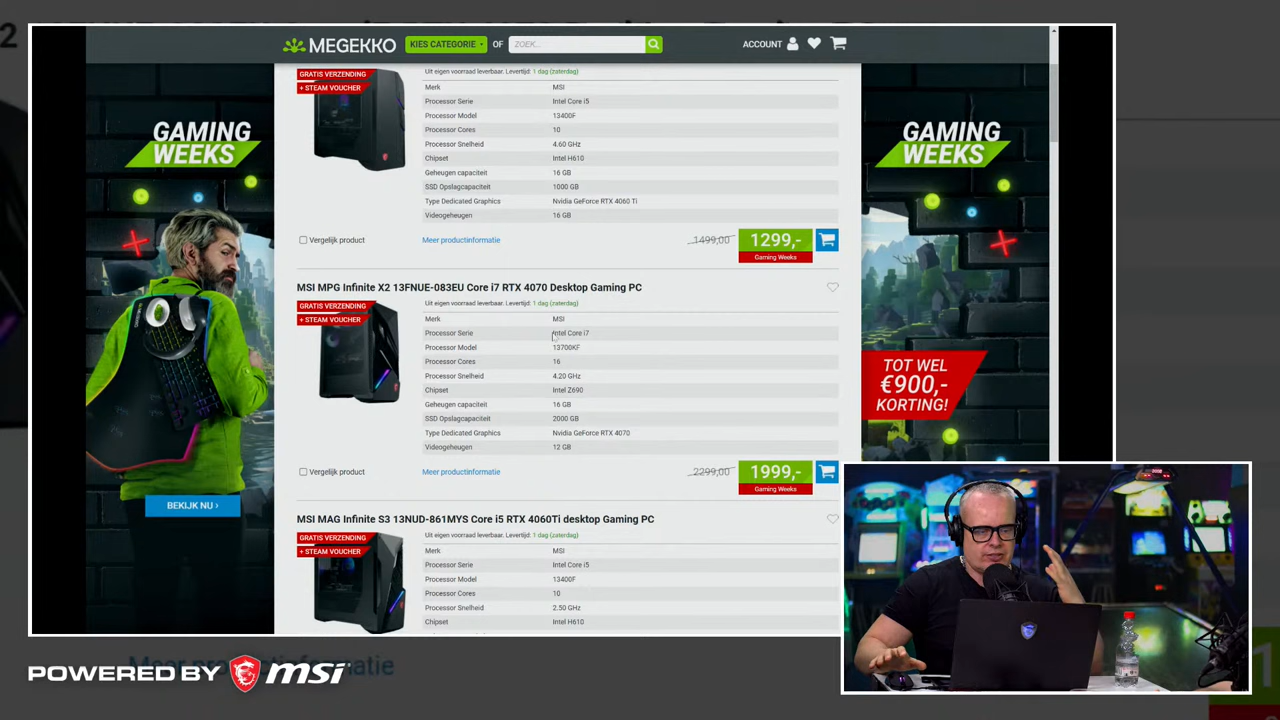 MEGEKKO
KIES CATEGORIE
OF
ZOEK...
ACCOUNT
GRATIS VERZENDING
+ STEAM VOUCHER
Uit eigen voorraad leverbaar. Levertijd: 1 dag (zaterdag)
Merk MSI
Processor Serie Intel Core i5
Processor Model 13400F
Processor Cores 10
Processor Snelheid 4.60 GHz
Chipset Intel H610
Geheugen capaciteit 16 GB
SSD Opslagcapaciteit 1000 GB
Type Dedicated Graphics Nvidia GeForce RTX 4060 Ti
Videogeheugen 16 GB
Vergelijk product
Meer productinformatie
1499,00
1299,-
Gaming Weeks
MSI MPG Infinite X2 13FNUE-083EU Core i7 RTX 4070 Desktop Gaming PC
GRATIS VERZENDING
+ STEAM VOUCHER
Uit eigen voorraad leverbaar. Levertijd: 1 dag (zaterdag)
Merk MSI
Processor Serie Intel Core i7
Processor Model 13700KF
Processor Cores 16
Processor Snelheid 4.20 GHz
Chipset Intel Z690
Geheugen capaciteit 16 GB
SSD Opslagcapaciteit 2000 GB
Type Dedicated Graphics Nvidia GeForce RTX 4070
Videogeheugen 12 GB
Vergelijk product
Meer productinformatie
2299,00
1999,-
Gaming Weeks
MSI MAG Infinite S3 13NUD-861MYS Core i5 RTX 4060Ti desktop Gaming PC
GRATIS VERZENDING
+ STEAM VOUCHER
Uit eigen voorraad leverbaar. Levertijd: 1 dag (zaterdag)
Merk MSI
Processor Serie Intel Core i5
Processor Model 13400F
Processor Cores 10
Processor Snelheid 2.50 GHz
Chipset Intel H610
GAMING
WEEKS
BEKIJK NU ›
GAMING
WEEKS
TOT WEL
€900,-
KORTING!
POWERED BY msi